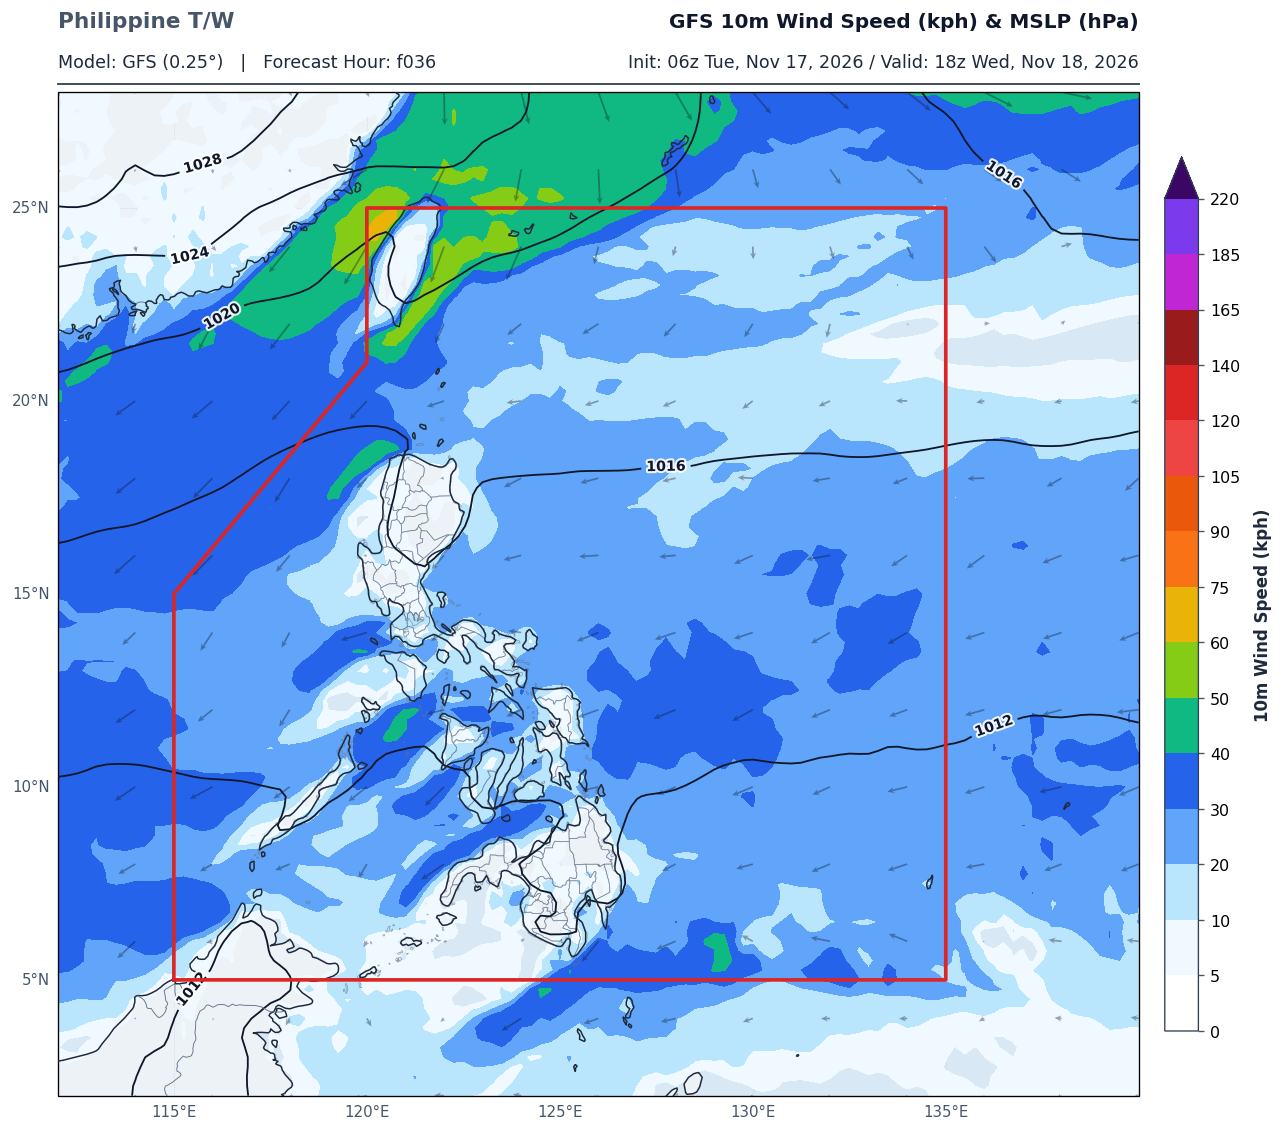 Philippine T/W
GFS 10m Wind Speed (kph) & MSLP (hPa)
Model: GFS (0.25°)   |   Forecast Hour: f036
Init: 06z Tue, Nov 17, 2026 / Valid: 18z Wed, Nov 18, 2026
1028
1016
1024
1020
1016
1012
1012
25°N
20°N
15°N
10°N
5°N
115°E
120°E
125°E
130°E
135°E
220
185
165
140
120
105
90
75
60
50
40
30
20
10
5
0
10m Wind Speed (kph)